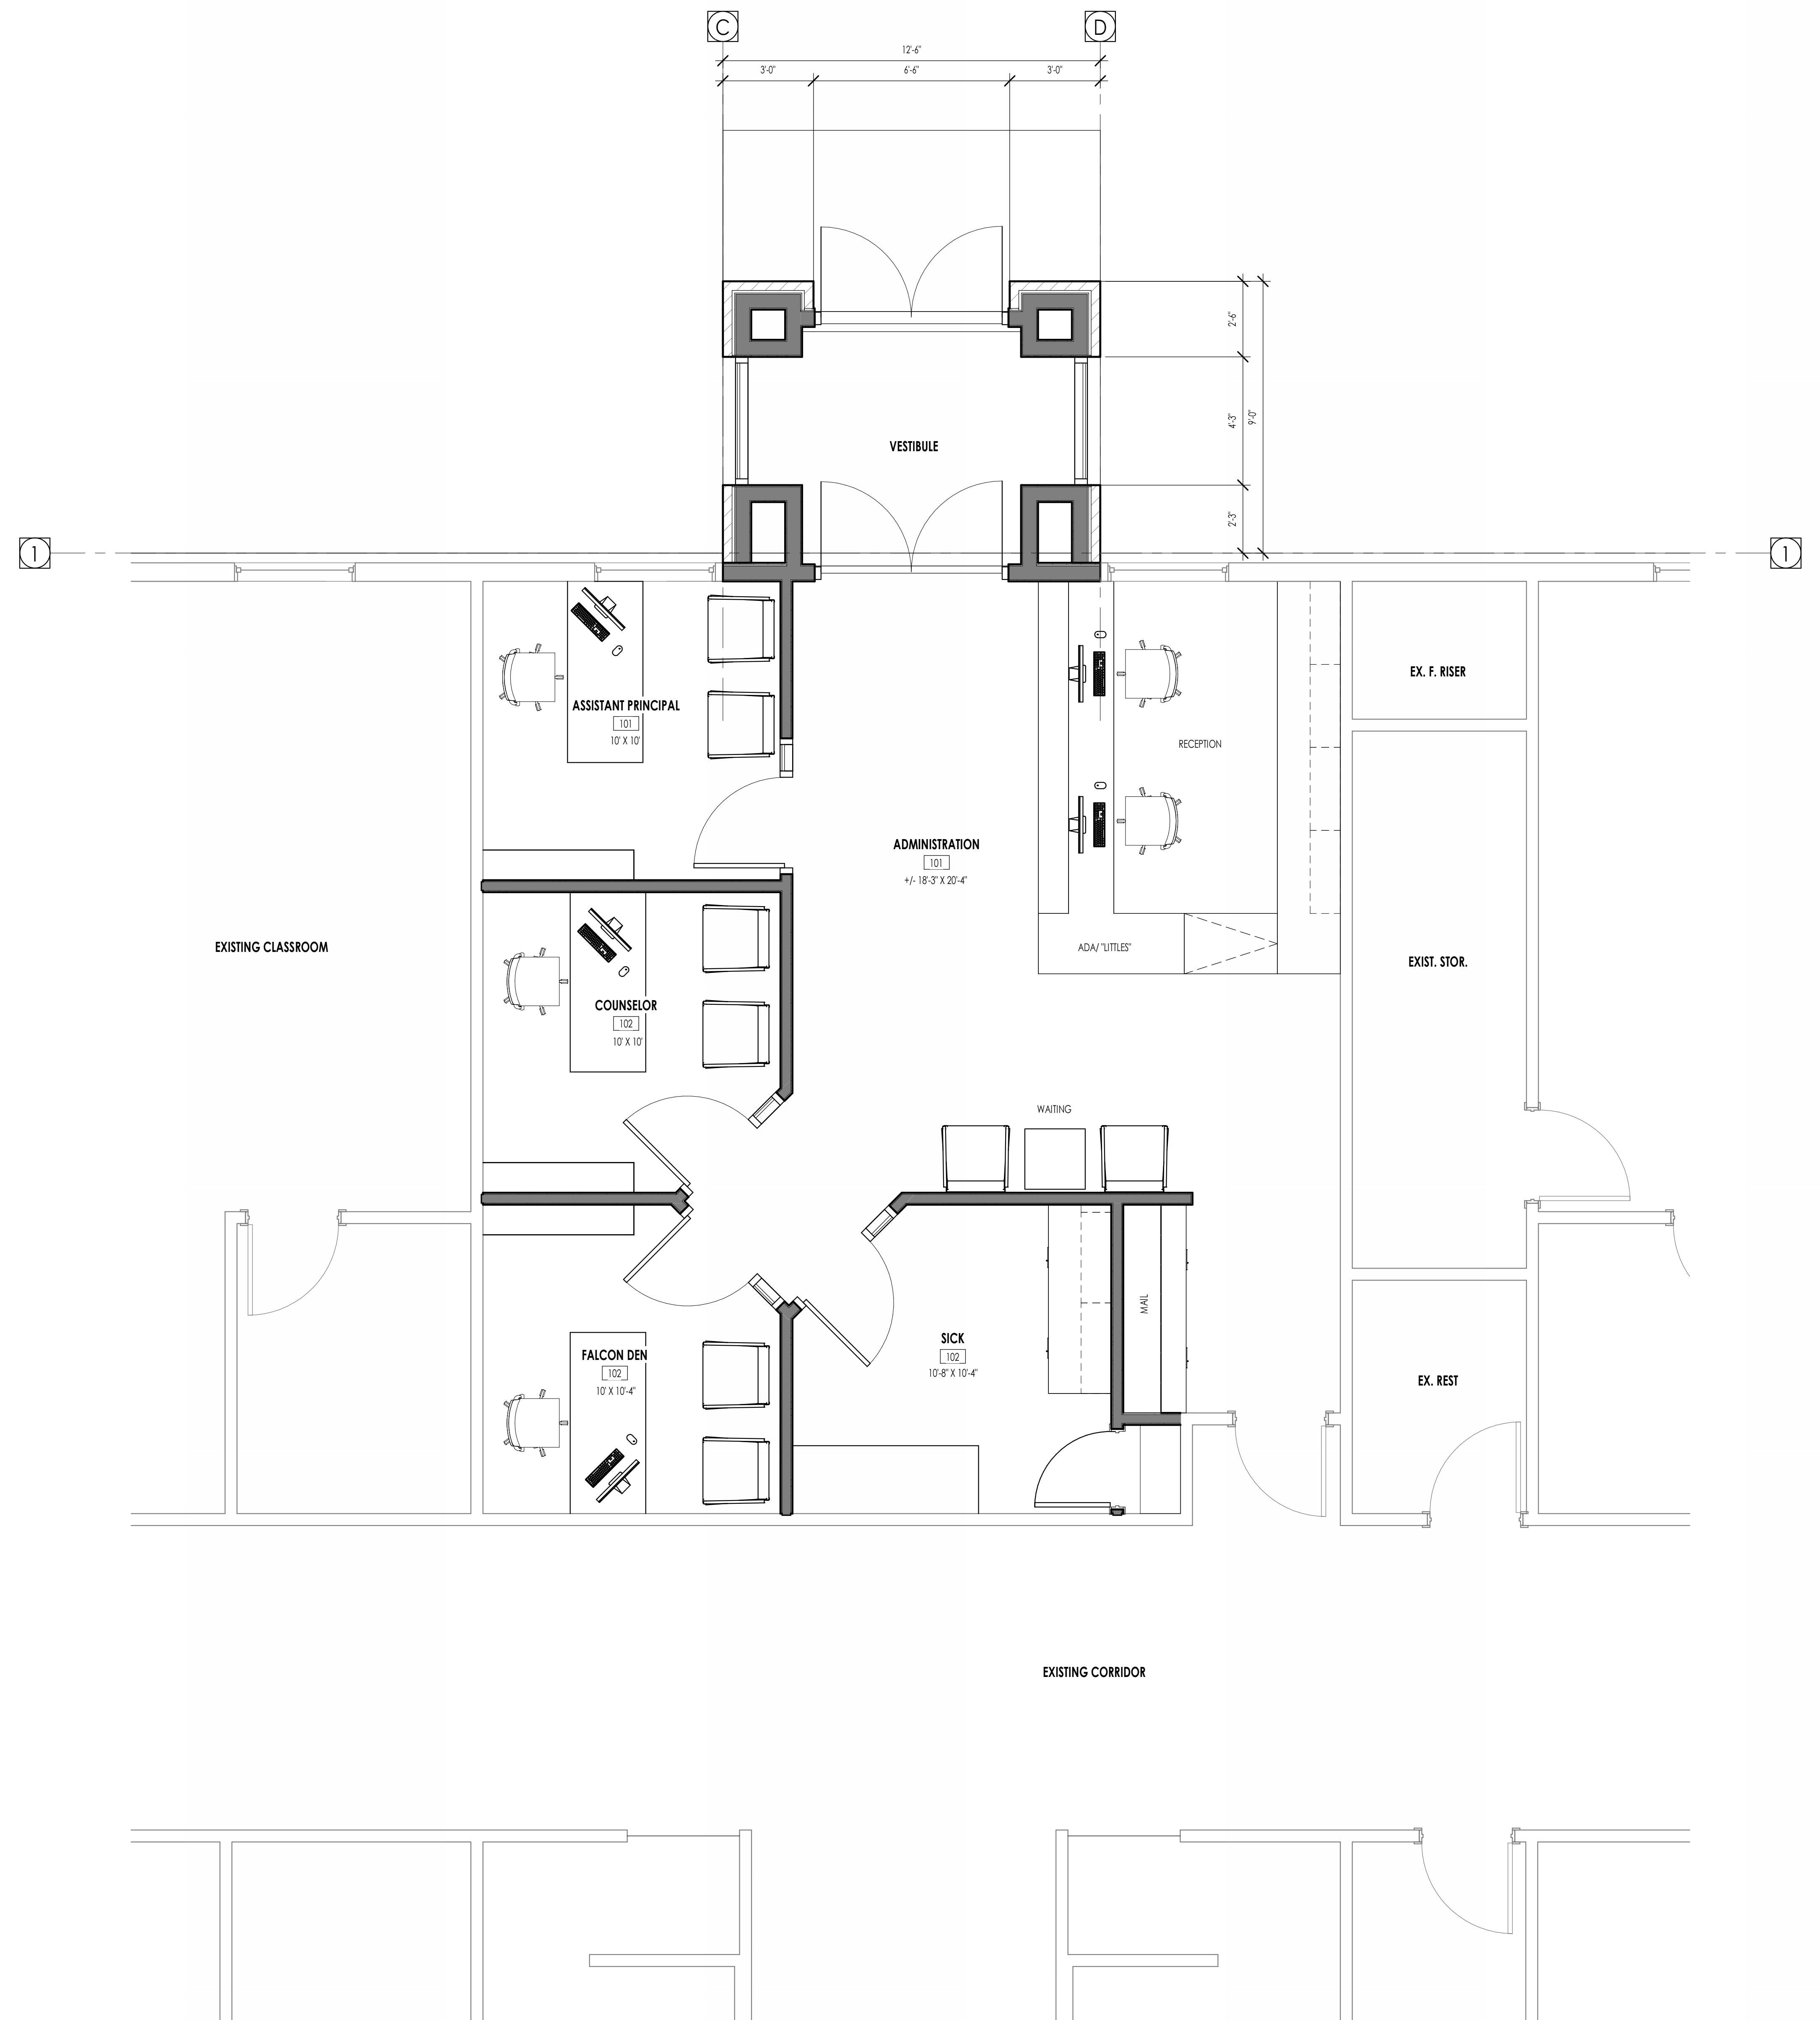 C
D
12'-6"
3'-0"
6'-6"
3'-0"
2'-6"
4'-3"
9'-0"
2'-3"
VESTIBULE
1
1
ASSISTANT PRINCIPAL
101
10' X 10'
RECEPTION
EX. F. RISER
ADMINISTRATION
101
+/- 18'-3" X 20'-4"
EXISTING CLASSROOM
ADA/ "LITTLES"
EXIST. STOR.
COUNSELOR
102
10' X 10'
WAITING
MAIL
SICK
102
10'-8" X 10'-4"
FALCON DEN
102
10' X 10'-4"
EX. REST
EXISTING CORRIDOR